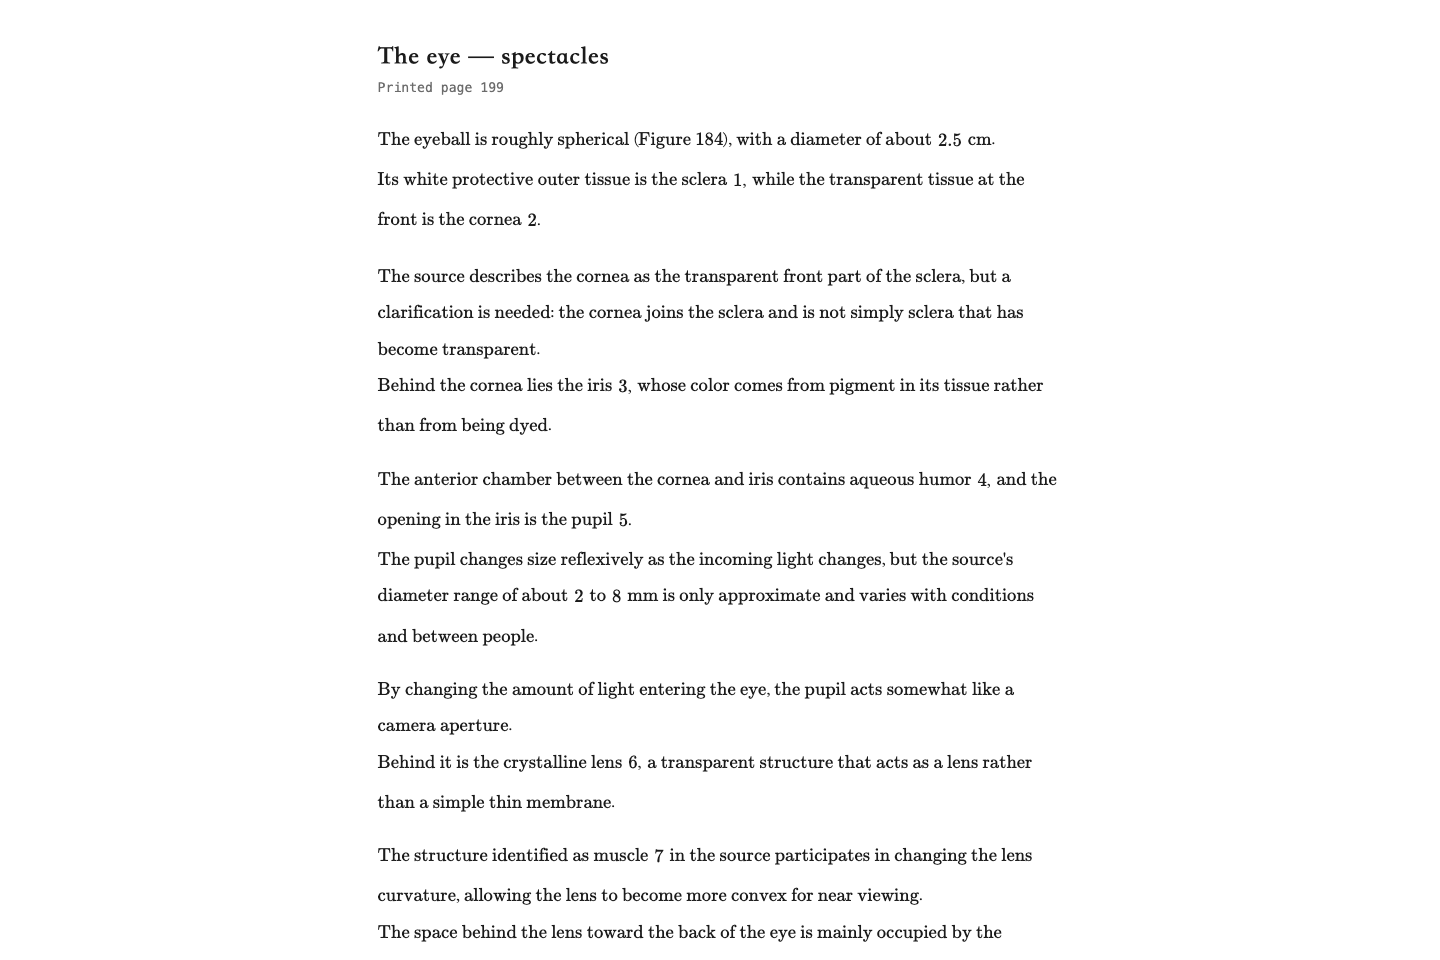 The eye — spectacles
Printed page 199
The eyeball is roughly spherical (Figure 184), with a diameter of about 2.5 cm.
Its white protective outer tissue is the sclera 1, while the transparent tissue at the
front is the cornea 2.
The source describes the cornea as the transparent front part of the sclera, but a
clarification is needed: the cornea joins the sclera and is not simply sclera that has
become transparent.
Behind the cornea lies the iris 3, whose color comes from pigment in its tissue rather
than from being dyed.
The anterior chamber between the cornea and iris contains aqueous humor 4, and the
opening in the iris is the pupil 5.
The pupil changes size reflexively as the incoming light changes, but the source's
diameter range of about 2 to 8 mm is only approximate and varies with conditions
and between people.
By changing the amount of light entering the eye, the pupil acts somewhat like a
camera aperture.
Behind it is the crystalline lens 6, a transparent structure that acts as a lens rather
than a simple thin membrane.
The structure identified as muscle 7 in the source participates in changing the lens
curvature, allowing the lens to become more convex for near viewing.
The space behind the lens toward the back of the eye is mainly occupied by the